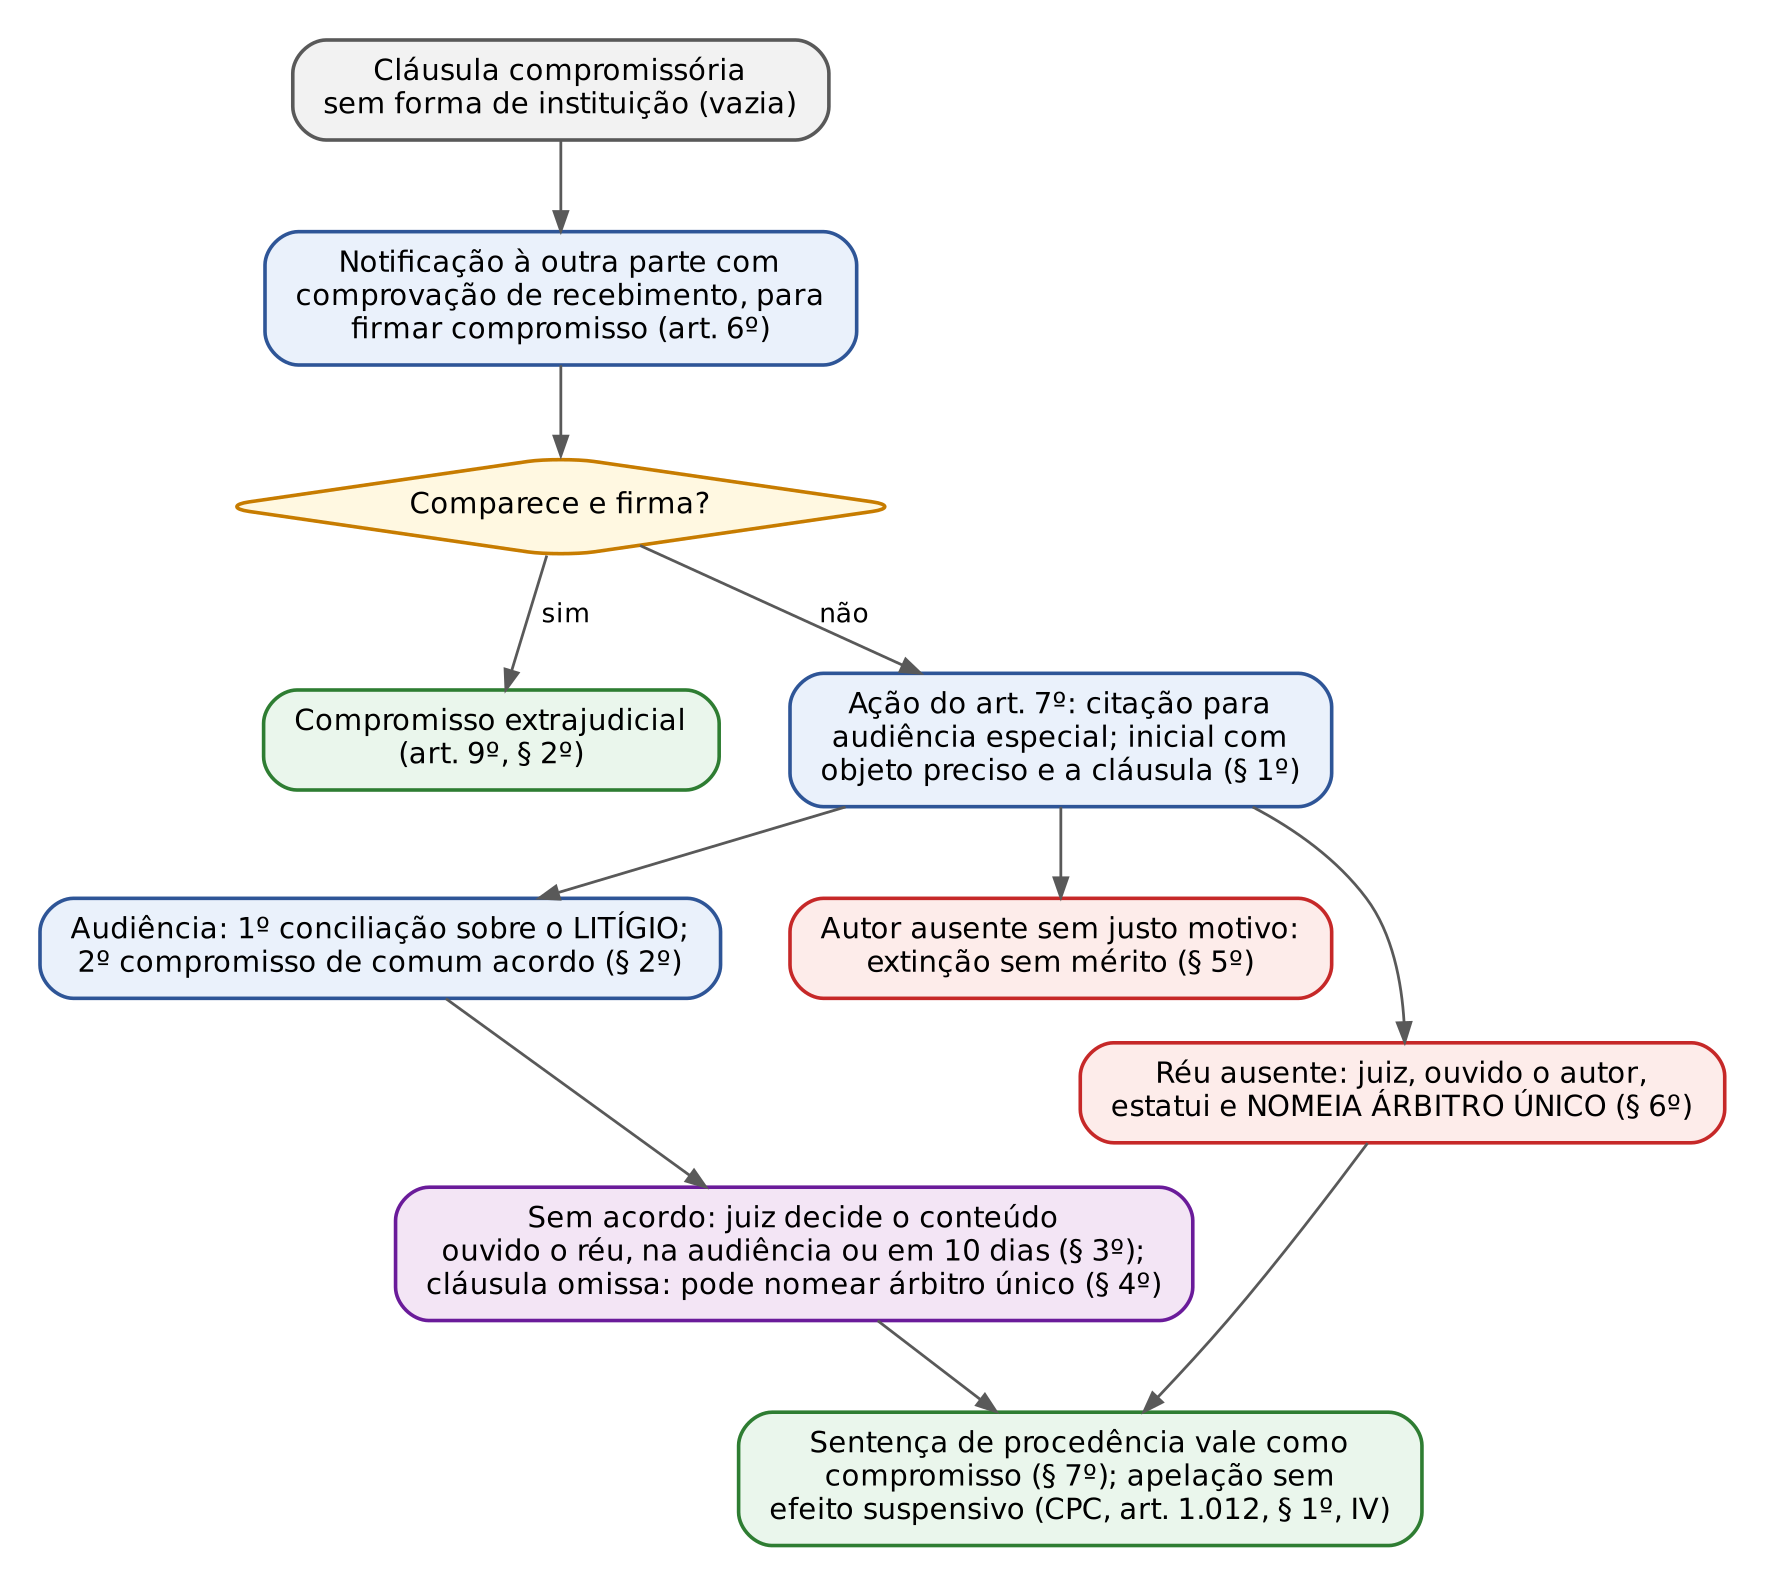 Cláusula compromissória
sem forma de instituição (vazia)
Notificação à outra parte com
comprovação de recebimento, para
firmar compromisso (art. 6º)
Comparece e firma?
sim
não
Compromisso extrajudicial
(art. 9º, § 2º)
Ação do art. 7º: citação para
audiência especial; inicial com
objeto preciso e a cláusula (§ 1º)
Audiência: 1º conciliação sobre o LITÍGIO;
2º compromisso de comum acordo (§ 2º)
Autor ausente sem justo motivo:
extinção sem mérito (§ 5º)
Réu ausente: juiz, ouvido o autor,
estatui e NOMEIA ÁRBITRO ÚNICO (§ 6º)
Sem acordo: juiz decide o conteúdo
ouvido o réu, na audiência ou em 10 dias (§ 3º);
cláusula omissa: pode nomear árbitro único (§ 4º)
Sentença de procedência vale como
compromisso (§ 7º); apelação sem
efeito suspensivo (CPC, art. 1.012, § 1º, IV)